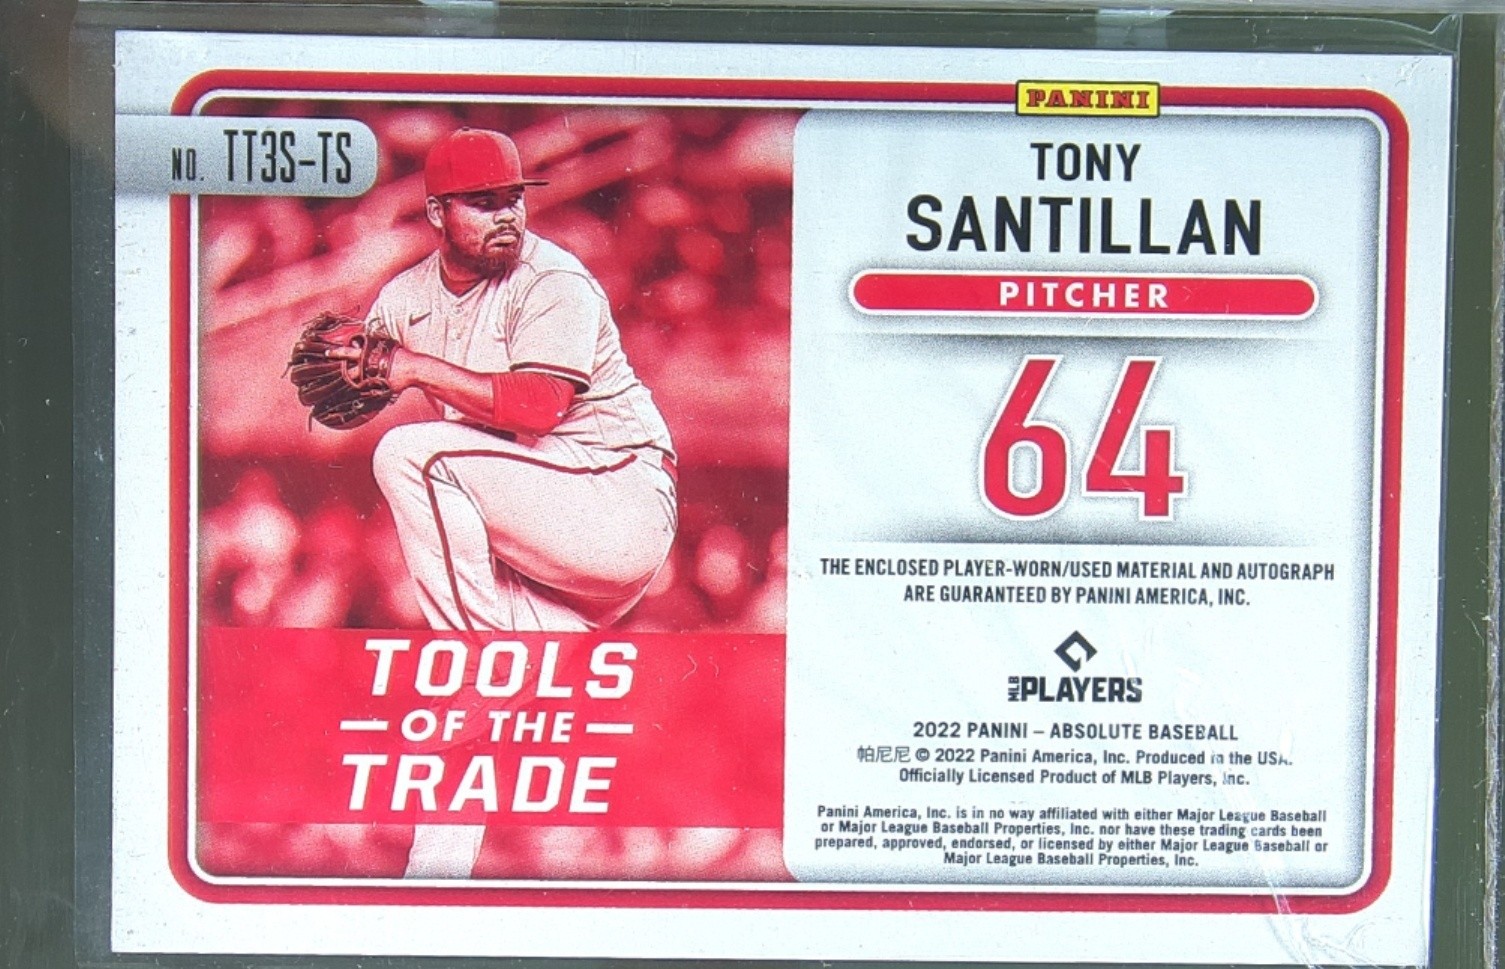 PANINI
NO. TT3S-TS
TONY
SANTILLAN
PITCHER
64
THE ENCLOSED PLAYER-WORN/USED MATERIAL AND AUTOGRAPH
ARE GUARANTEED BY PANINI AMERICA, INC.
MLB PLAYERS
TOOLS
— OF THE —
TRADE
2022 PANINI – ABSOLUTE BASEBALL
帕尼尼 © 2022 Panini America, Inc. Produced in the USA.
Officially Licensed Product of MLB Players, Inc.
Panini America, Inc. is in no way affiliated with either Major League Baseball
or Major League Baseball Properties, Inc. nor have these trading cards been
prepared, approved, endorsed, or licensed by either Major League Baseball or
Major League Baseball Properties, Inc.